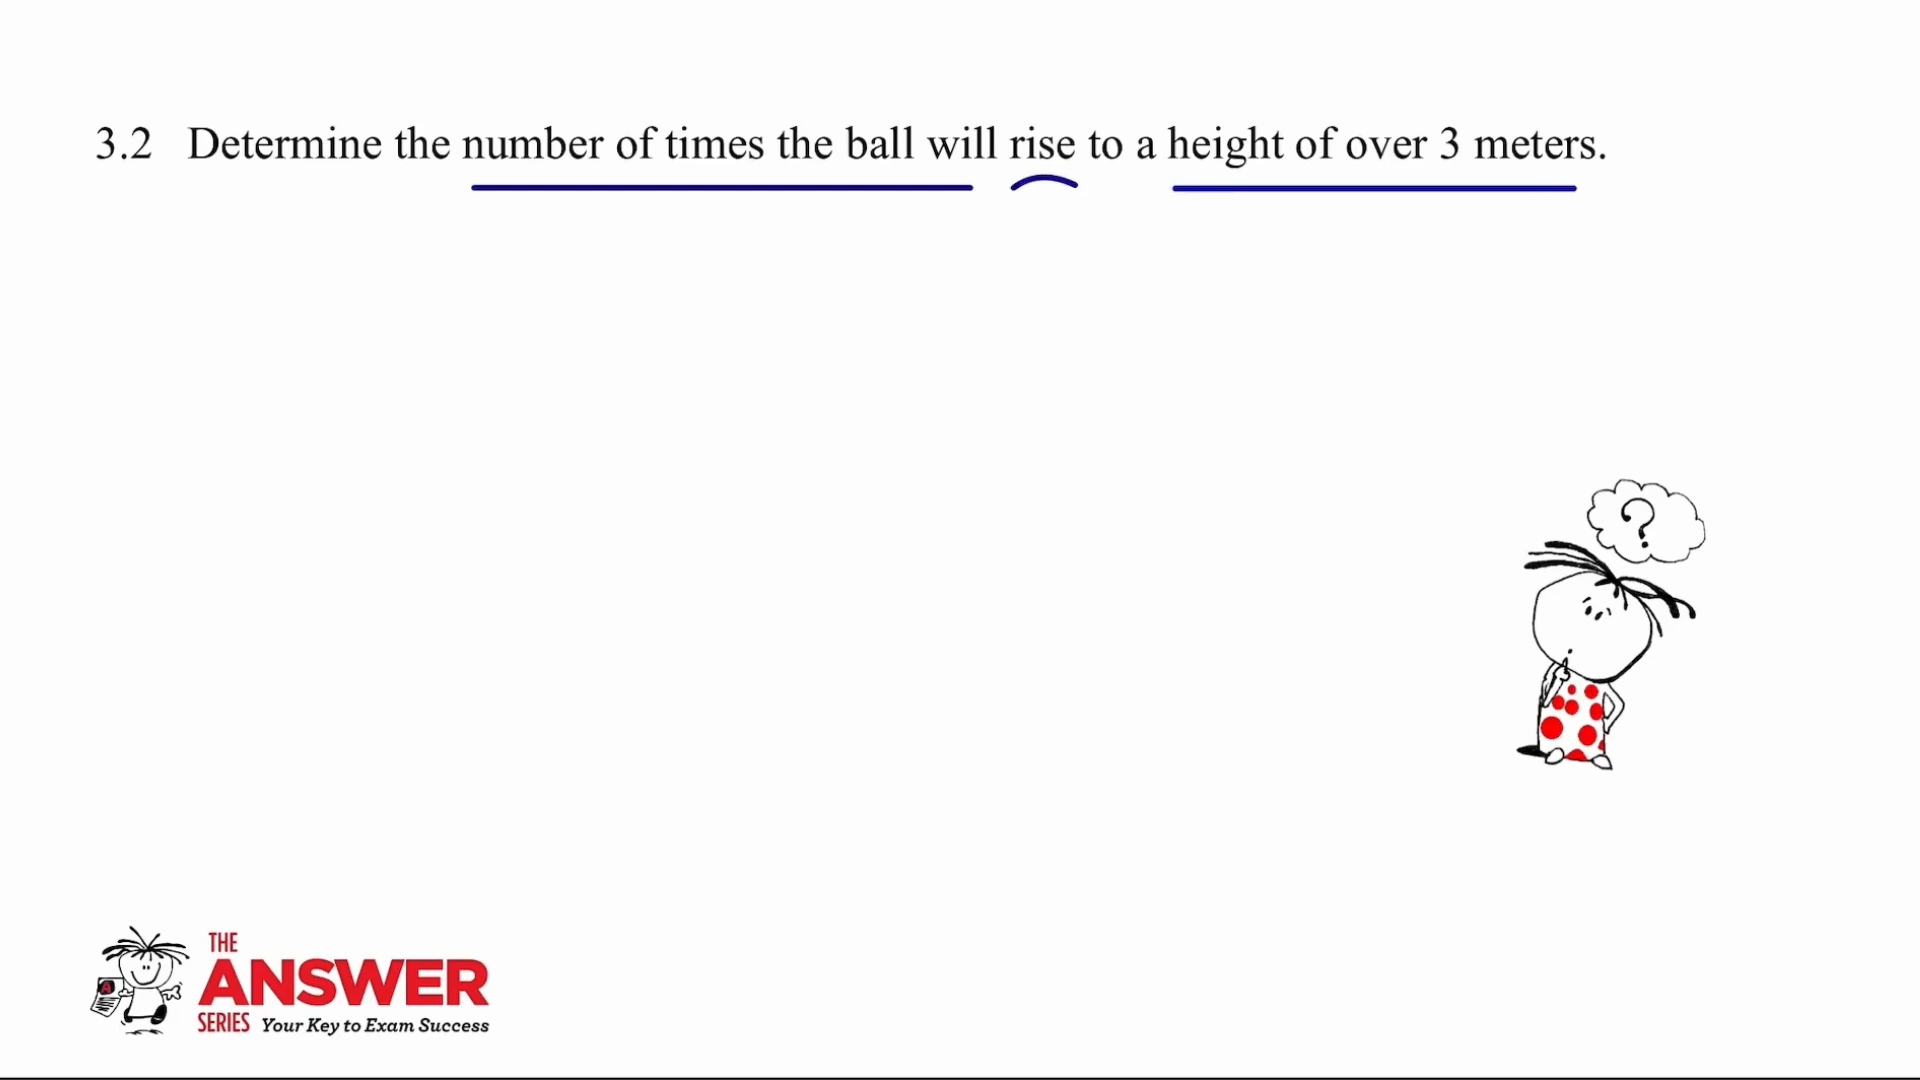 3.2 Determine the number of times the ball will rise to a height of over 3 meters.
?
A
THE
ANSWER
SERIES Your Key to Exam Success